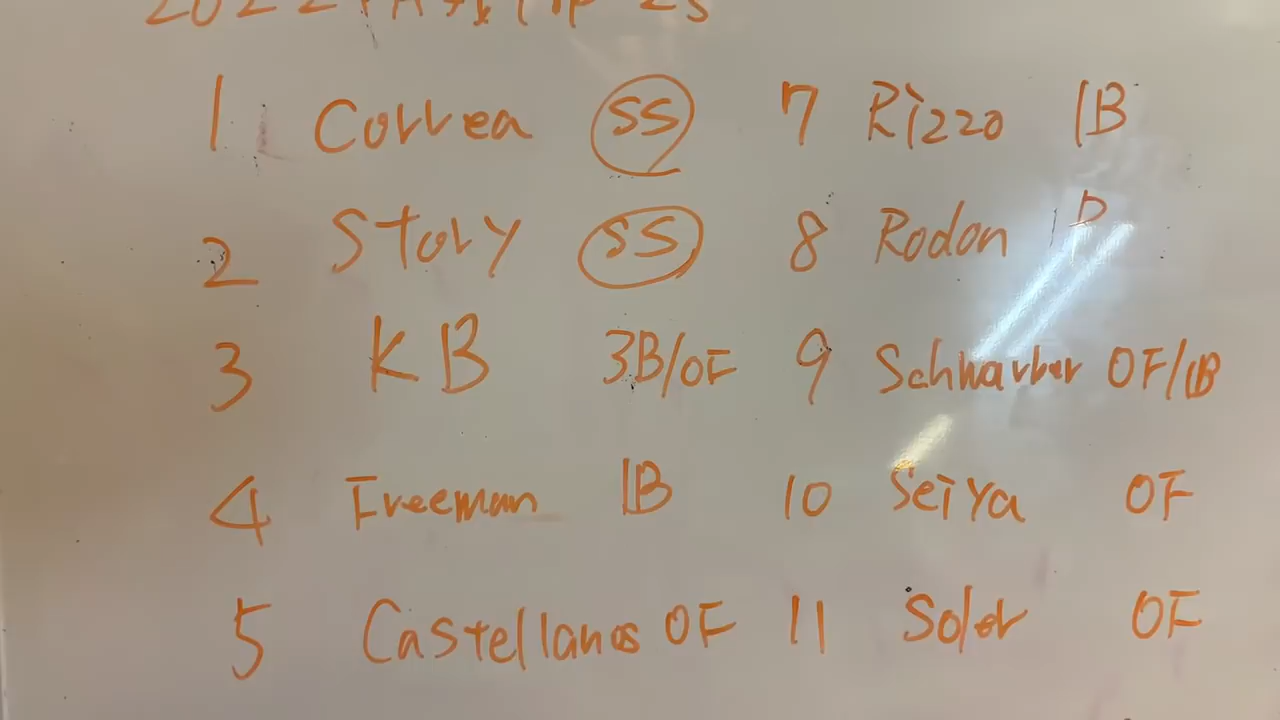 1 Correa SS 7 Rizzo 1B
2 Story SS 8 Rodon P
3 KB 3B/OF 9 Schwarber OF/1B
4 Freeman 1B 10 Seiya OF
5 Castellanos OF 11 Soler OF